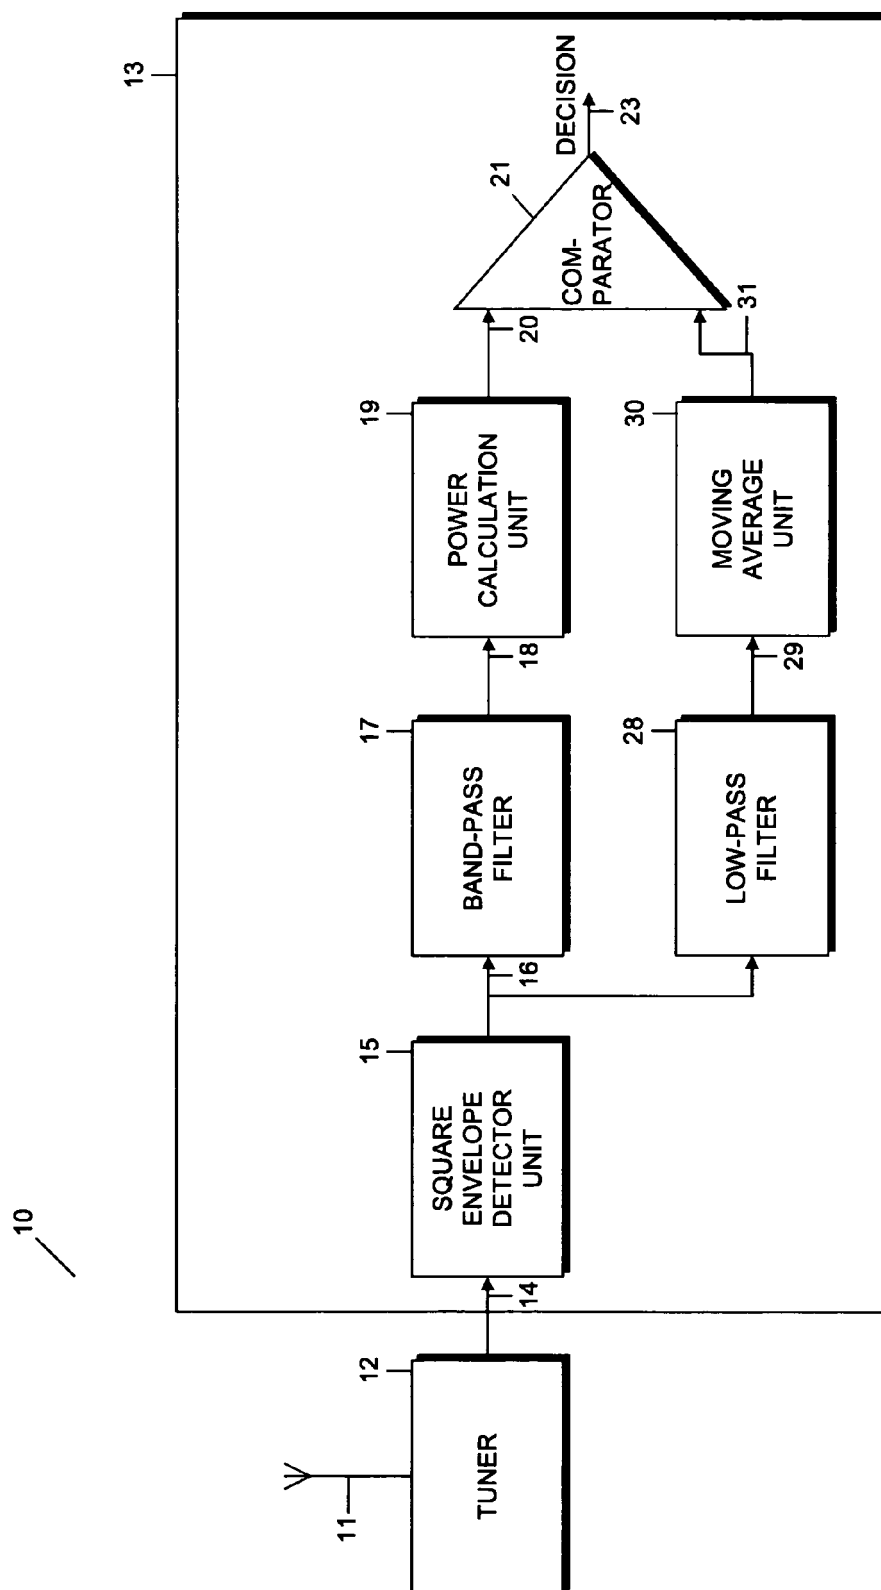 10
11
12
TUNER
13
14
15
SQUARE
ENVELOPE
DETECTOR
UNIT
16
17
BAND-PASS
FILTER
18
19
POWER
CALCULATION
UNIT
20
21
COM-
PARATOR
DECISION
23
28
LOW-PASS
FILTER
29
30
MOVING
AVERAGE
UNIT
31